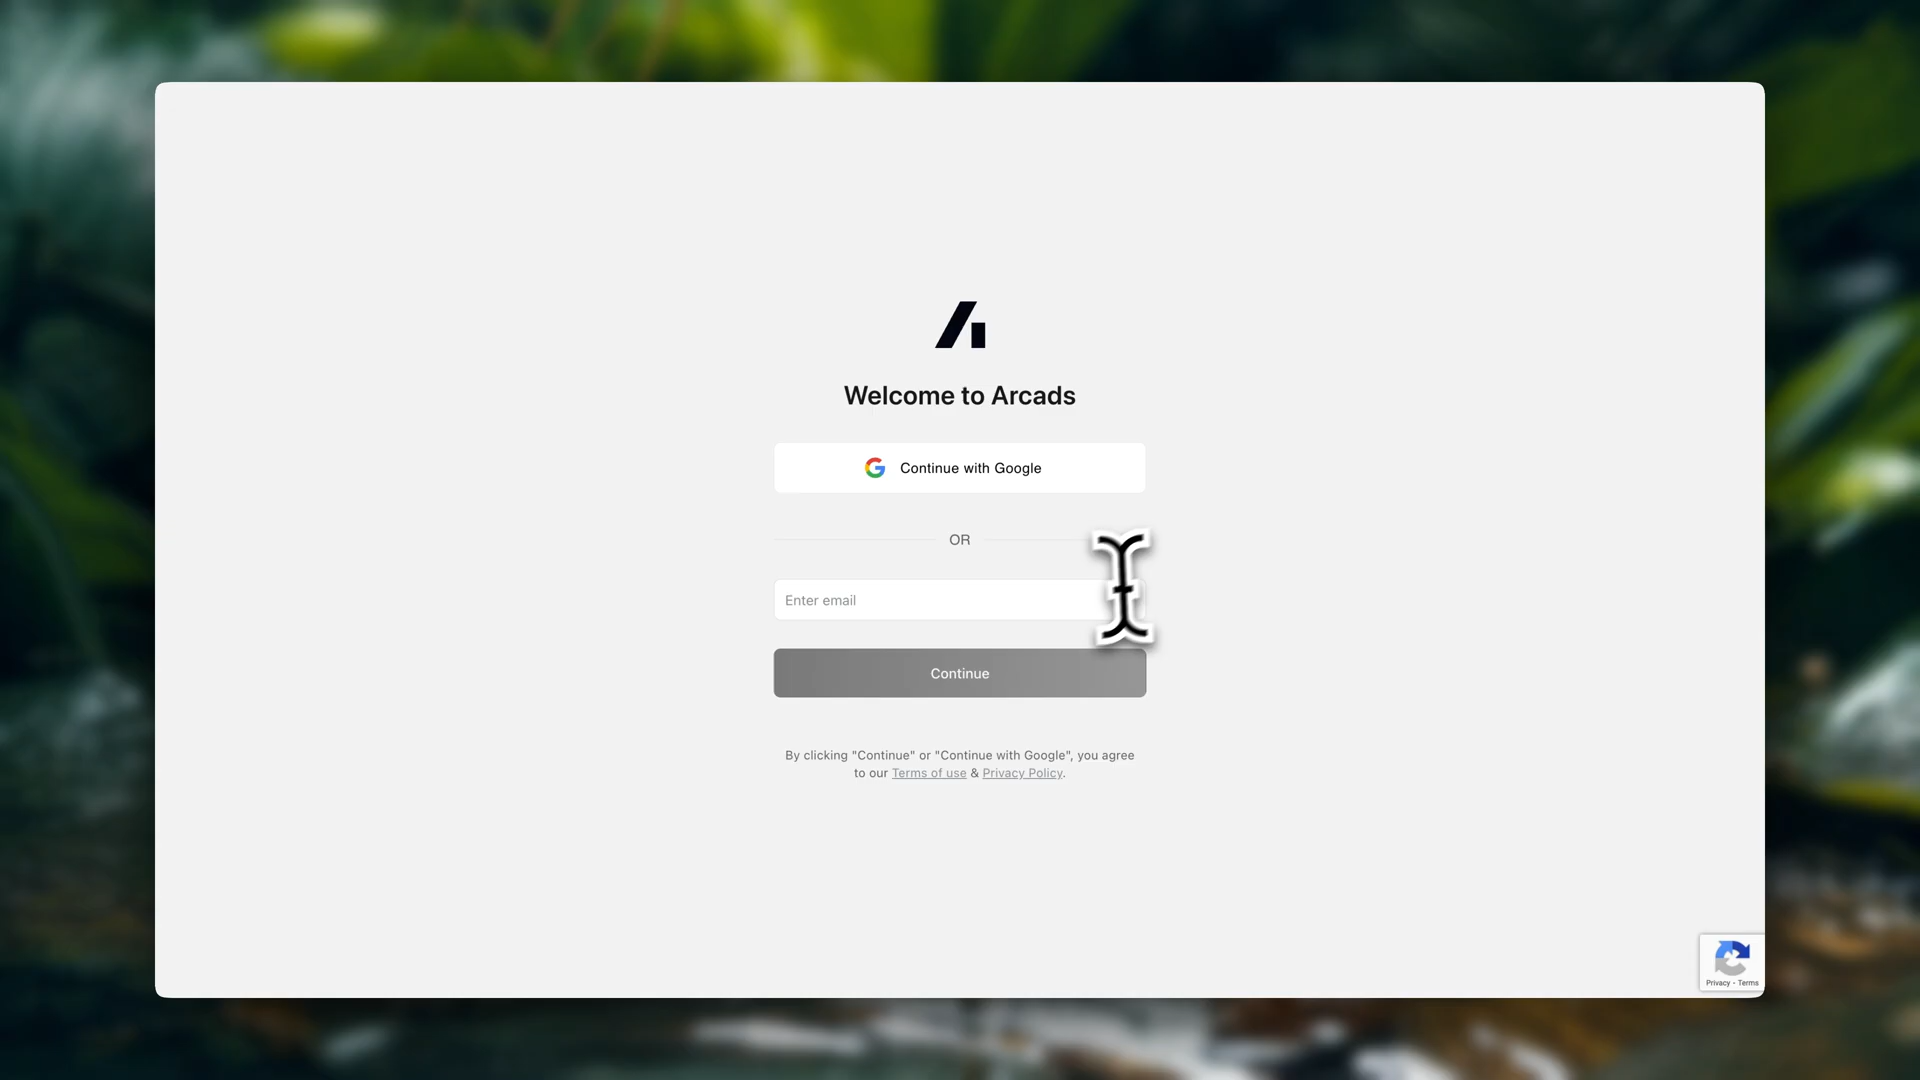 Welcome to Arcads
Continue with Google
OR
Enter email
Continue
By clicking "Continue" or "Continue with Google", you agree
to our Terms of use & Privacy Policy.
Privacy - Terms